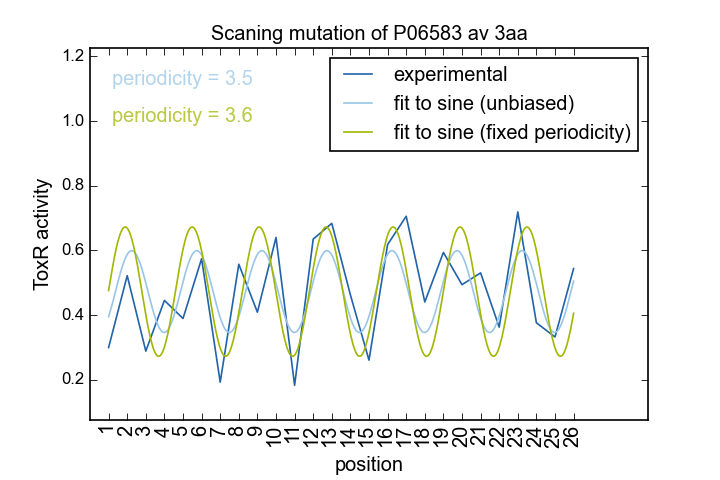 Scaning mutation of P06583 av 3aa
periodicity = 3.5
periodicity = 3.6
experimental
fit to sine (unbiased)
fit to sine (fixed periodicity)
ToxR activity
1.2
1.0
0.8
0.6
0.4
0.2
1 2 3 4 5 6 7 8 9 10 11 12 13 14 15 16 17 18 19 20 21 22 23 24 25 26
position